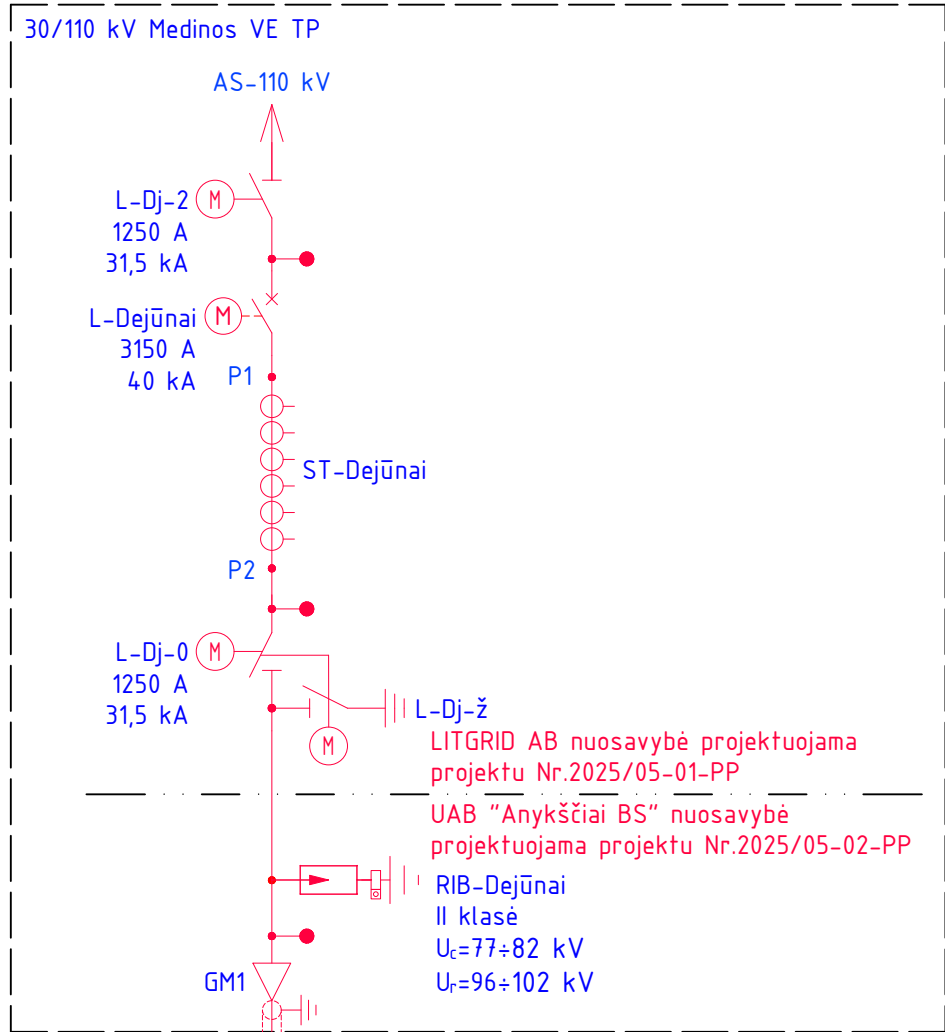 30/110 kV Medinos VE TP
AS-110 kV
L-Dj-2
M
1250 A
31,5 kA
L-Dejūnai
M
3150 A
40 kA
P1
ST-Dejūnai
P2
L-Dj-0
M
1250 A
31,5 kA
L-Dj-ž
M
LITGRID AB nuosavybė projektuojama
projektu Nr.2025/05-01-PP
UAB "Anykščiai BS" nuosavybė
projektuojama projektu Nr.2025/05-02-PP
RIB-Dejūnai
II klasė
Uc=77÷82 kV
Ur=96÷102 kV
GM1